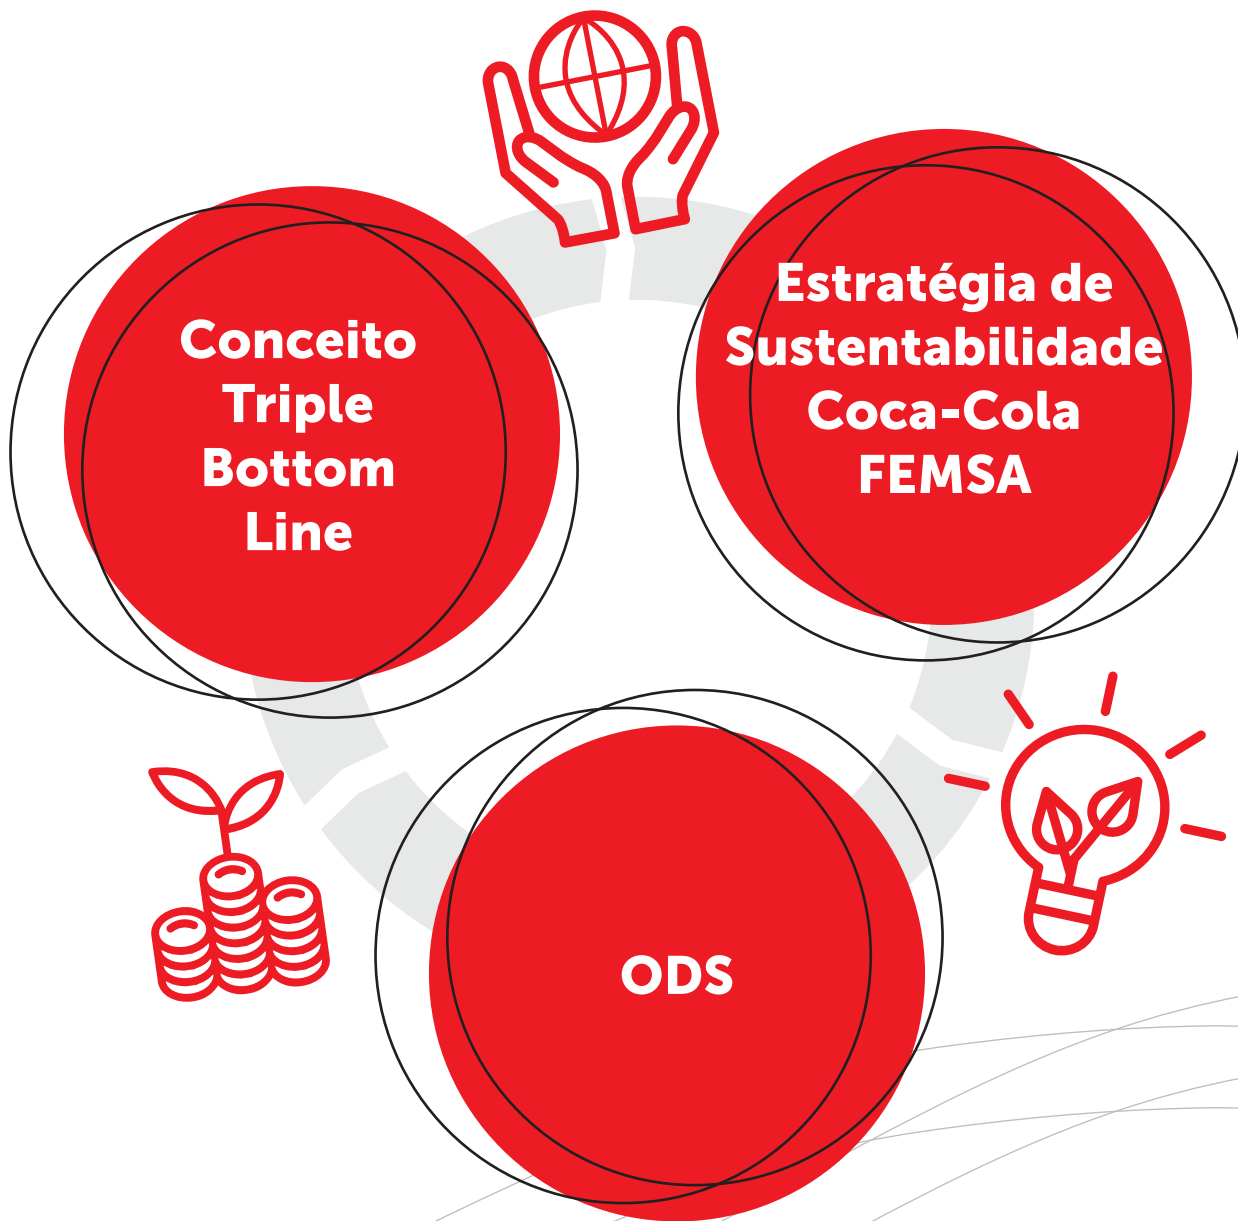 Conceito
Triple
Bottom
Line
Estratégia de
Sustentabilidade
Coca-Cola
FEMSA
ODS